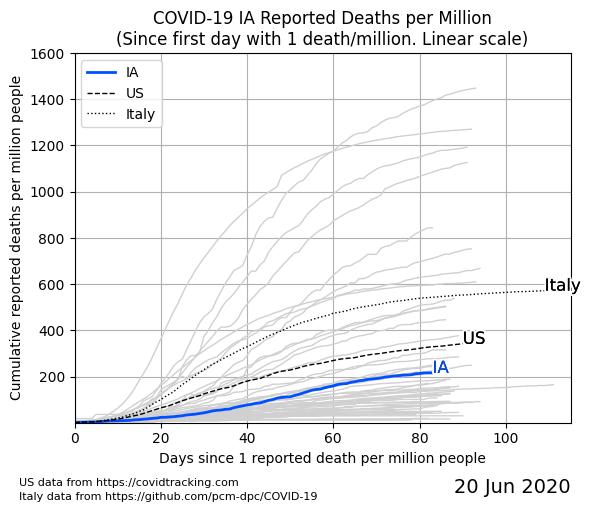 COVID-19 IA Reported Deaths per Million
(Since first day with 1 death/million. Linear scale)
Cumulative reported deaths per million people
1600
1400
1200
1000
800
600
400
200
IA
US
Italy
Italy
US
IA
0
20
40
60
80
100
Days since 1 reported death per million people
US data from https://covidtracking.com
Italy data from https://github.com/pcm-dpc/COVID-19
20 Jun 2020